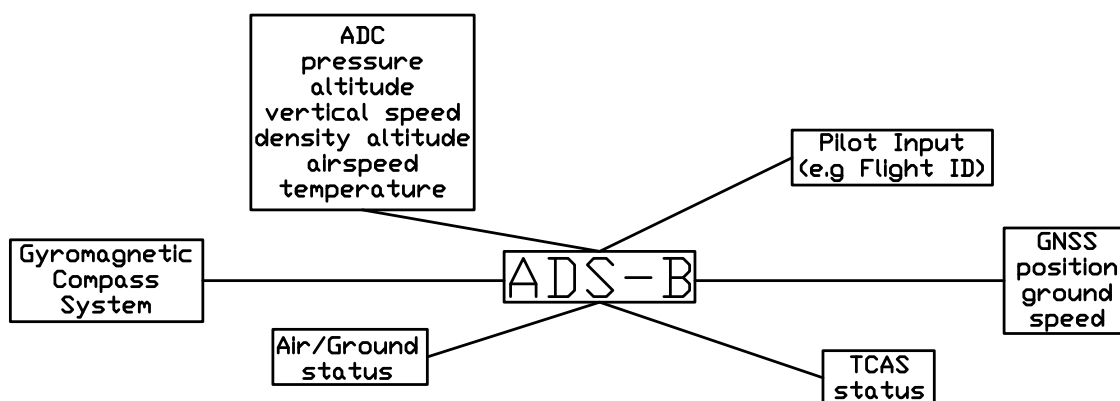 ADC
pressure
altitude
vertical speed
density altitude
airspeed
temperature
Pilot Input
(e.g Flight ID)
Gyromagnetic
Compass
System
ADS-B
GNSS
position
ground
speed
Air/Ground
status
TCAS
status